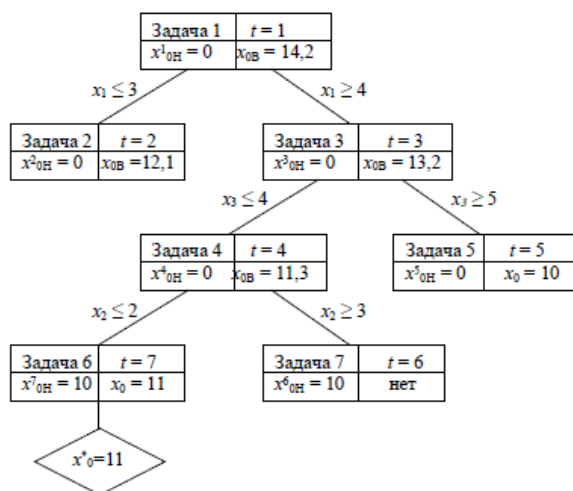 Задача 1 t = 1
x¹₀н = 0 x₀в = 14,2
x₁ ≤ 3 x₁ ≥ 4
Задача 2 t = 2 Задача 3 t = 3
x²₀н = 0 x₀в =12,1 x³₀н = 0 x₀в = 13,2
x₃ ≤ 4 x₃ ≥ 5
Задача 4 t = 4 Задача 5 t = 5
x⁴₀н = 0 x₀в = 11,3 x⁵₀н = 0 x₀ = 10
x₂ ≤ 2 x₂ ≥ 3
Задача 6 t = 7 Задача 7 t = 6
x⁷₀н = 10 x₀ = 11 x⁶₀н = 10 нет
x*₀=11